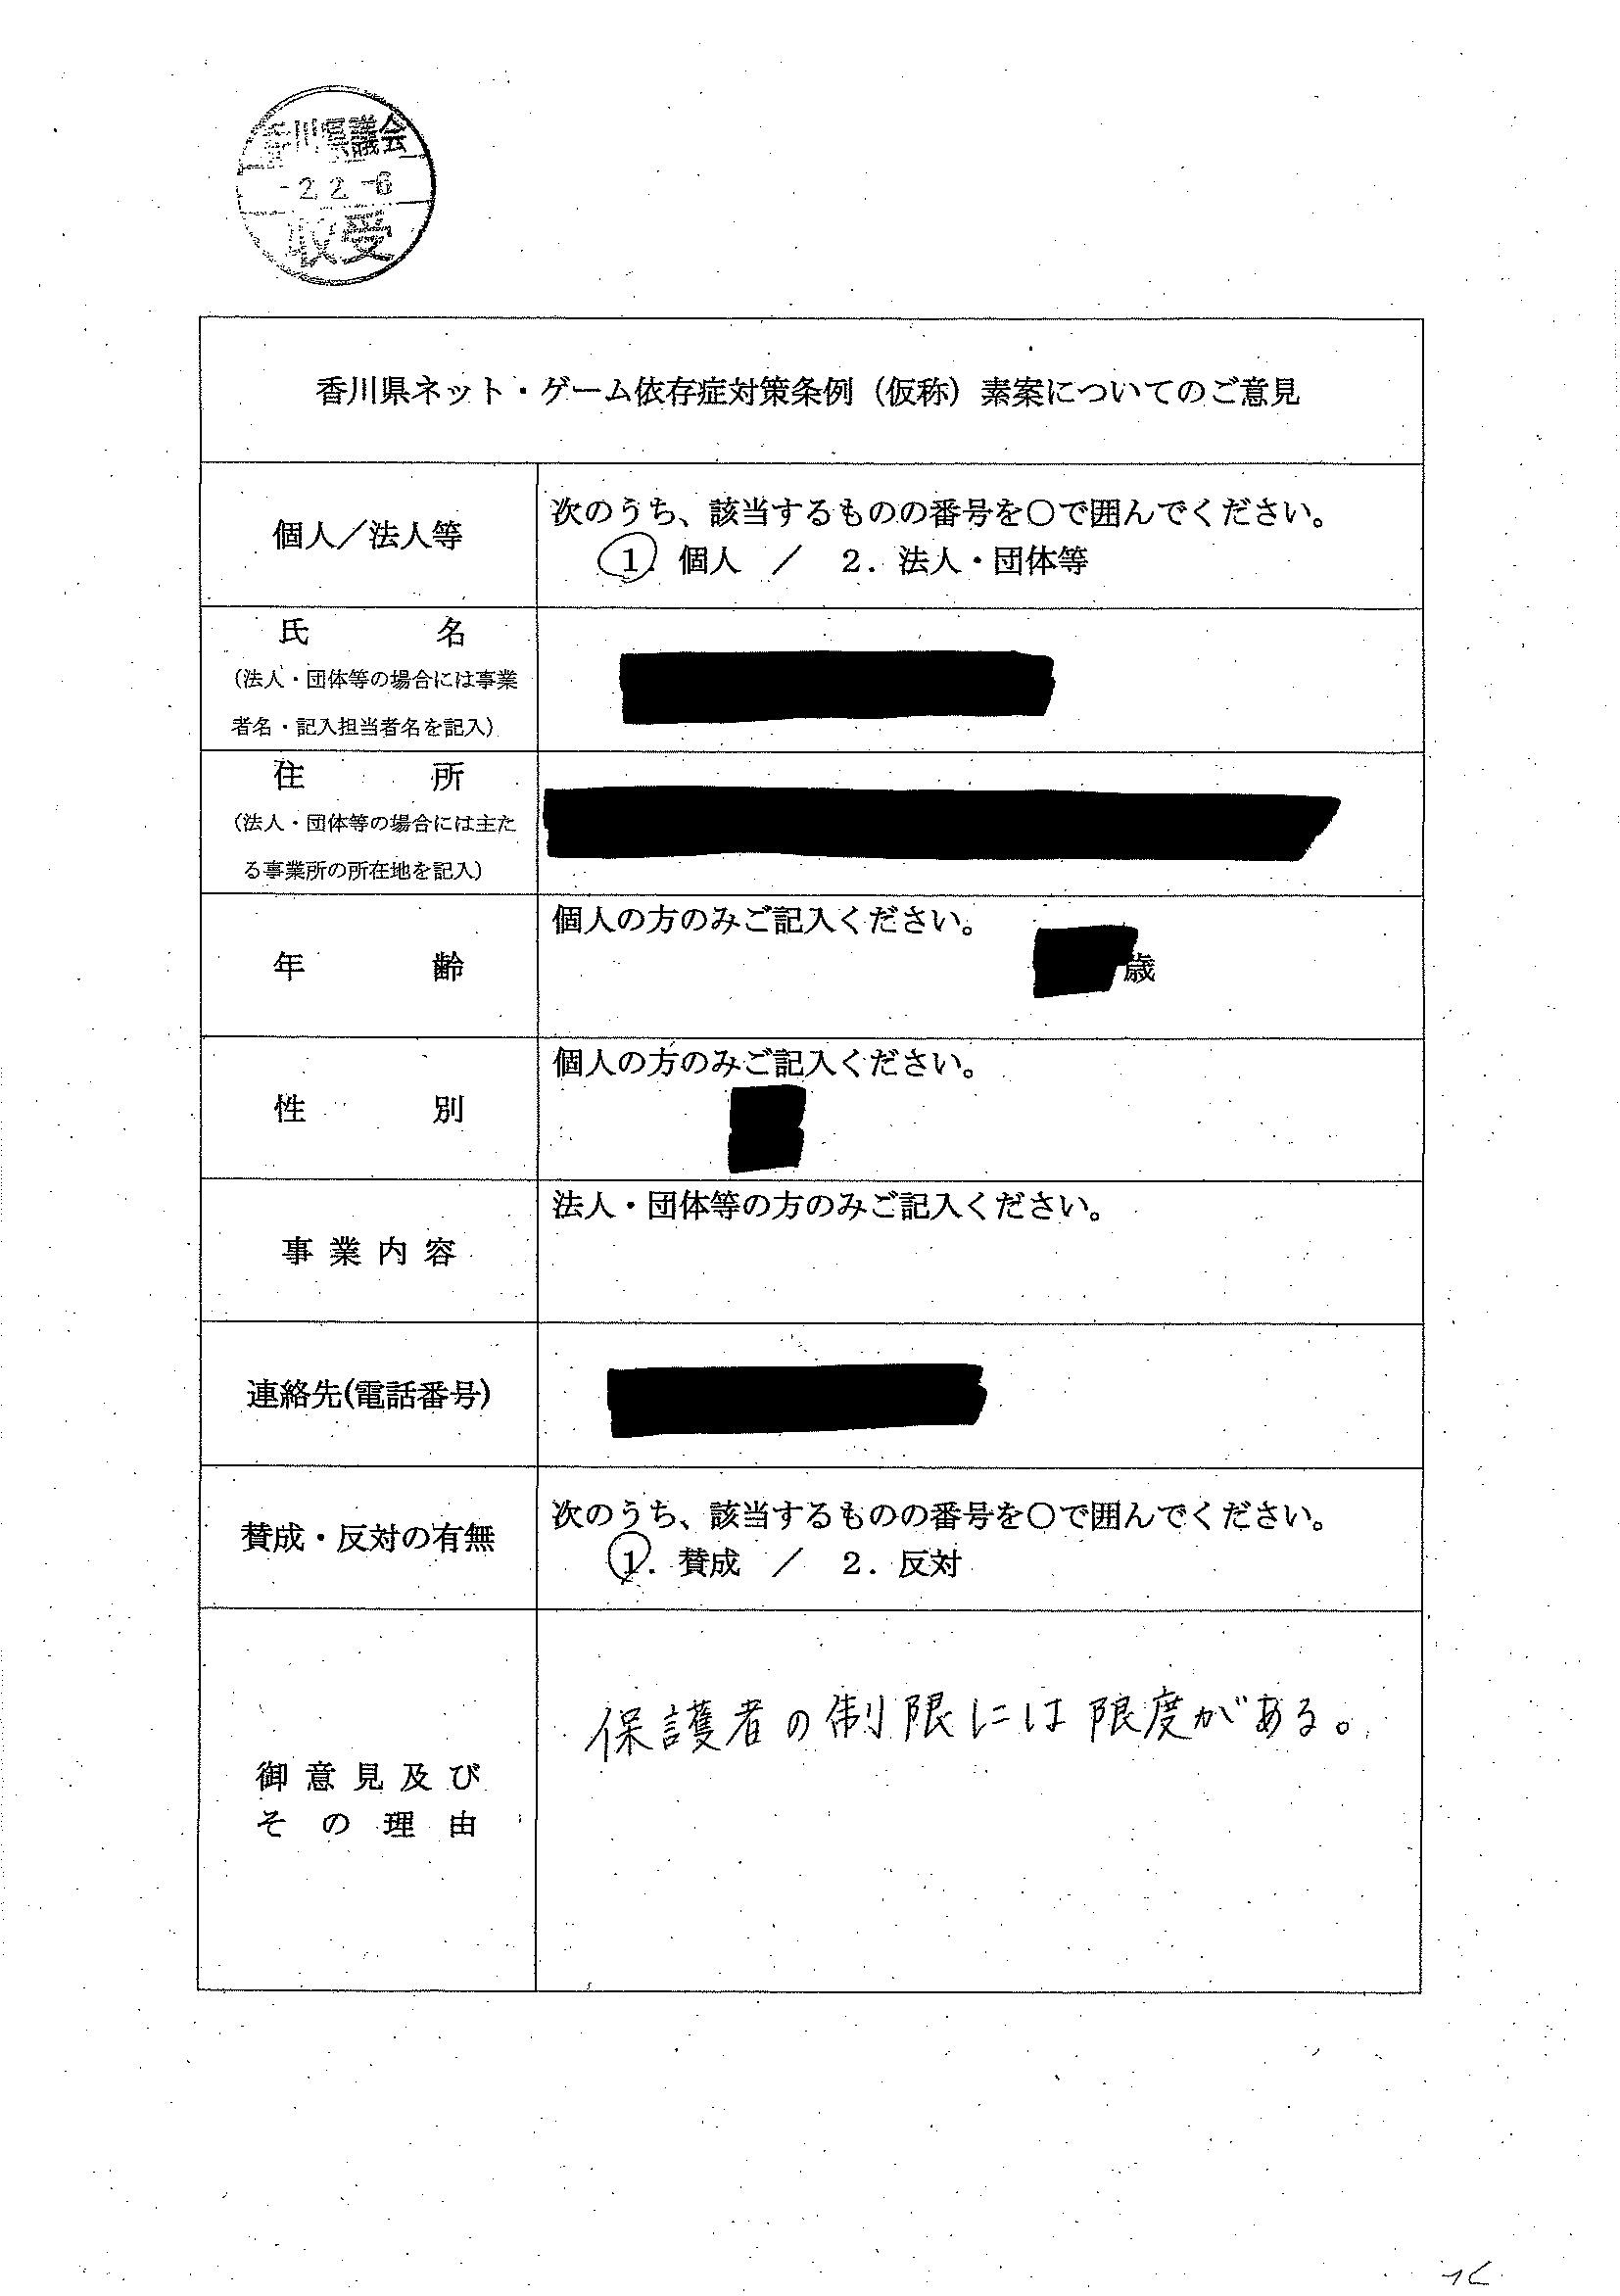 香川県議会
-2.2.-6
収受
香川県ネット・ゲーム依存症対策条例（仮称）素案についてのご意見
個人／法人等
次のうち、該当するものの番号を○で囲んでください。
1. 個人 ／ 2. 法人・団体等
氏名
（法人・団体等の場合には事業
者名・記入担当者名を記入）
住所
（法人・団体等の場合には主た
る事業所の所在地を記入）
年齢
個人の方のみご記入ください。
歳
性別
個人の方のみご記入ください。
事業内容
法人・団体等の方のみご記入ください。
連絡先(電話番号)
賛成・反対の有無
次のうち、該当するものの番号を○で囲んでください。
1. 賛成 ／ 2. 反対
御意見及び
その理由
保護者の制限には限度がある。